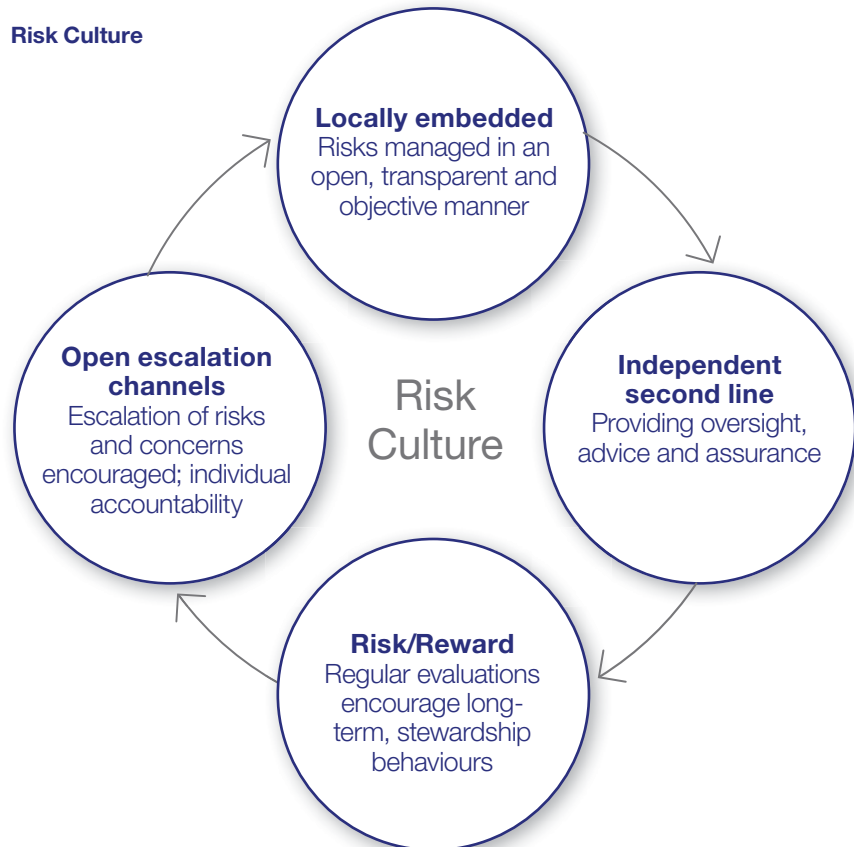 Risk Culture
Locally embedded
Risks managed in an
open, transparent and
objective manner
Open escalation
channels
Escalation of risks
and concerns
encouraged; individual
accountability
Risk
Culture
Independent
second line
Providing oversight,
advice and assurance
Risk/Reward
Regular evaluations
encourage long-
term, stewardship
behaviours